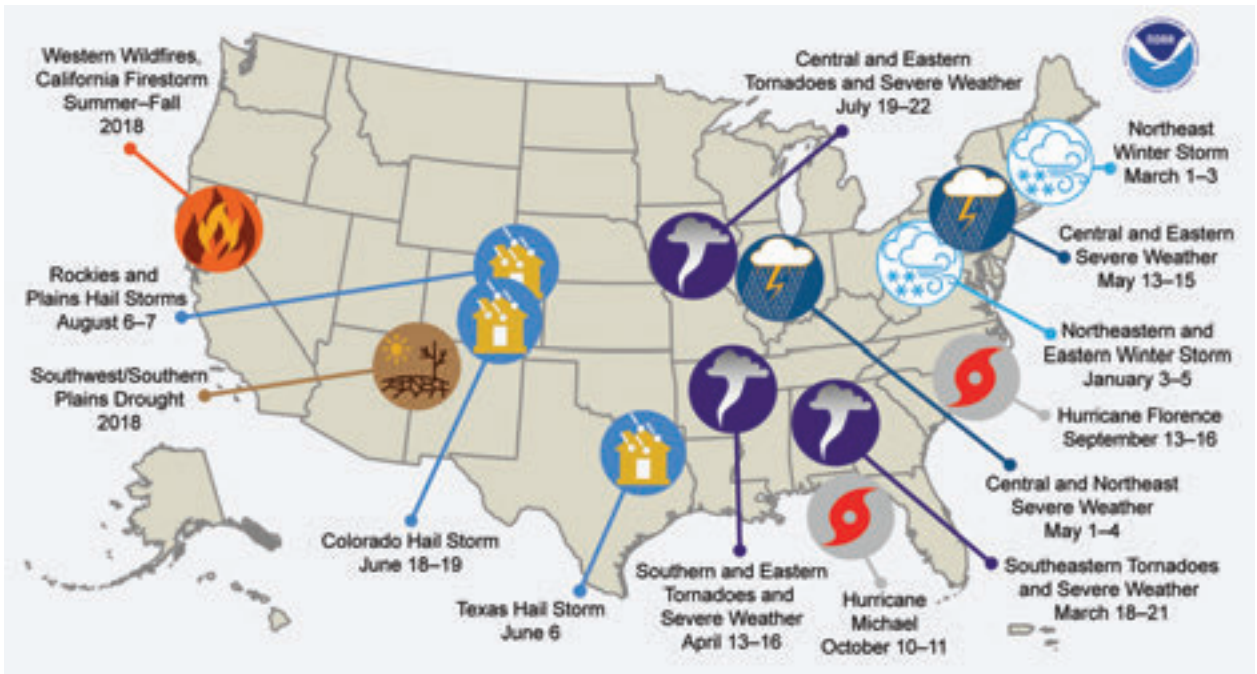 Western Wildfires,
California Firestorm
Summer–Fall
2018
Central and Eastern
Tornadoes and Severe Weather
July 19–22
noaa
Northeast
Winter Storm
March 1–3
Central and Eastern
Severe Weather
May 13–15
Rockies and
Plains Hail Storms
August 6–7
Northeastern and
Eastern Winter Storm
January 3–5
Southwest/Southern
Plains Drought
2018
Hurricane Florence
September 13–16
Central and Northeast
Severe Weather
May 1–4
Colorado Hail Storm
June 18–19
Texas Hail Storm
June 6
Southern and Eastern
Tornadoes and
Severe Weather
April 13–16
Hurricane
Michael
October 10–11
Southeastern Tornadoes
and Severe Weather
March 18–21